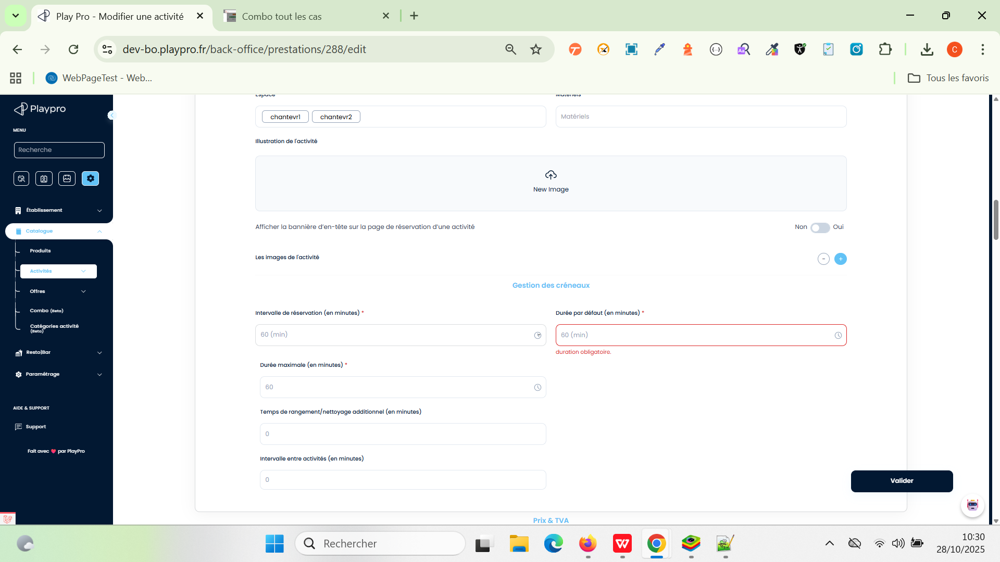 Play Pro - Modifier une activité
Combo tout les cas
dev-bo.playpro.fr/back-office/prestations/288/edit
C
WebPageTest - Web...
Tous les favoris
Playpro
MENU
Recherche
Établissement
Catalogue
Produits
Activités
Offres
Combo (Beta)
Catégories activité
(Beta)
Resto|Bar
Paramétrage
AIDE & SUPPORT
Support
Fait avec ❤ par PlayPro
Espace
Matériels
chantevr1
chantevr2
Matériels
Illustration de l'activité
New Image
Afficher la bannière d'en-tête sur la page de réservation d'une activité
Non
Oui
Les images de l'activité
-
+
Gestion des créneaux
Intervalle de réservation (en minutes) *
Durée par défaut (en minutes) *
60 (min)
60 (min)
duration obligatoire.
Durée maximale (en minutes) *
60
Temps de rangement/nettoyage additionnel (en minutes)
0
Intervalle entre activités (en minutes)
0
Valider
Prix & TVA
Rechercher
10:30
28/10/2025